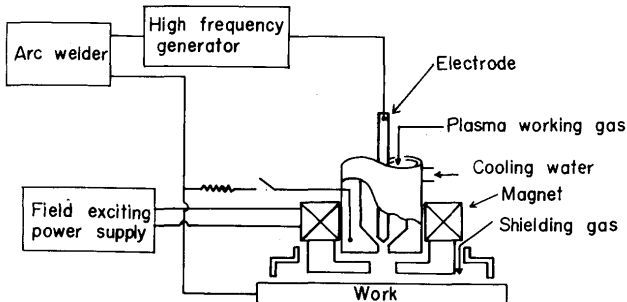 High frequency
generator
Arc welder
Electrode
Plasma working gas
Cooling water
Magnet
Shielding gas
Field exciting
power supply
Work